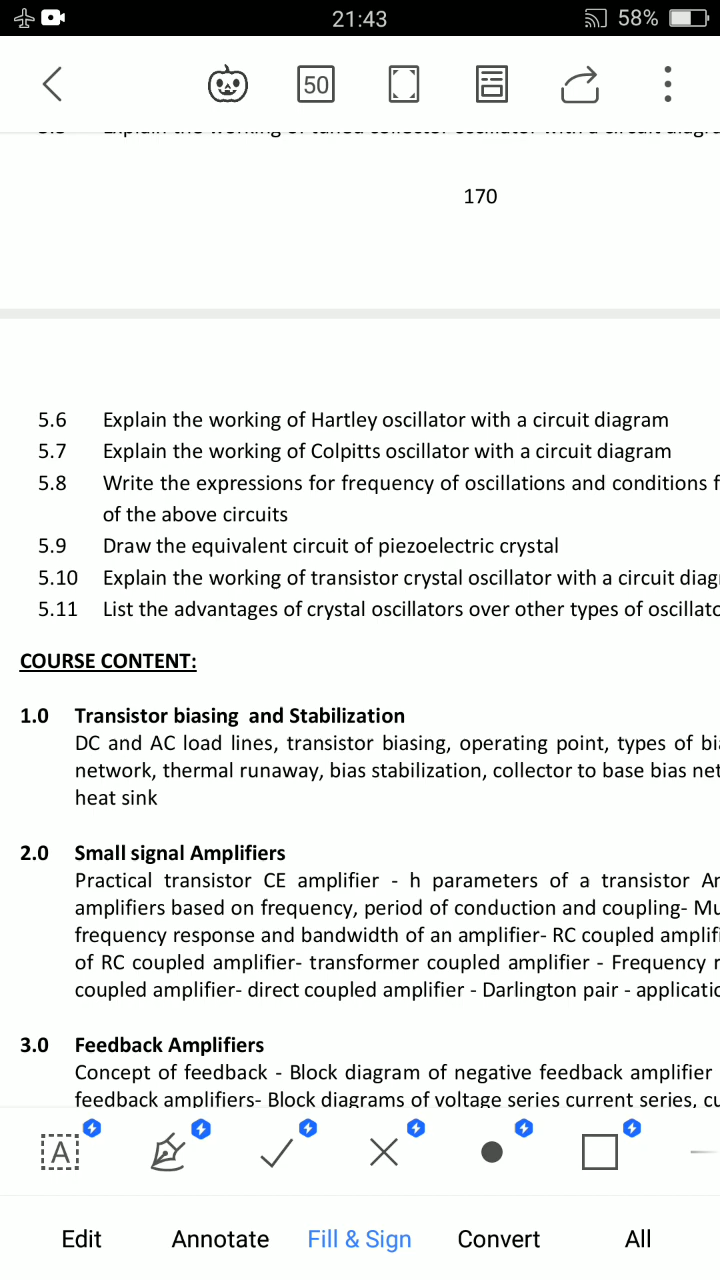 21:43
58%
50
170
5.6 Explain the working of Hartley oscillator with a circuit diagram
5.7 Explain the working of Colpitts oscillator with a circuit diagram
5.8 Write the expressions for frequency of oscillations and conditions f
of the above circuits
5.9 Draw the equivalent circuit of piezoelectric crystal
5.10 Explain the working of transistor crystal oscillator with a circuit diag
5.11 List the advantages of crystal oscillators over other types of oscillato
COURSE CONTENT:
1.0 Transistor biasing and Stabilization
DC and AC load lines, transistor biasing, operating point, types of bia
network, thermal runaway, bias stabilization, collector to base bias net
heat sink
2.0 Small signal Amplifiers
Practical transistor CE amplifier - h parameters of a transistor Ar
amplifiers based on frequency, period of conduction and coupling- Mu
frequency response and bandwidth of an amplifier- RC coupled amplifi
of RC coupled amplifier- transformer coupled amplifier - Frequency r
coupled amplifier- direct coupled amplifier - Darlington pair - applicatio
3.0 Feedback Amplifiers
Concept of feedback - Block diagram of negative feedback amplifier
feedback amplifiers- Block diagrams of voltage series current series, cu
A
Edit Annotate Fill & Sign Convert All